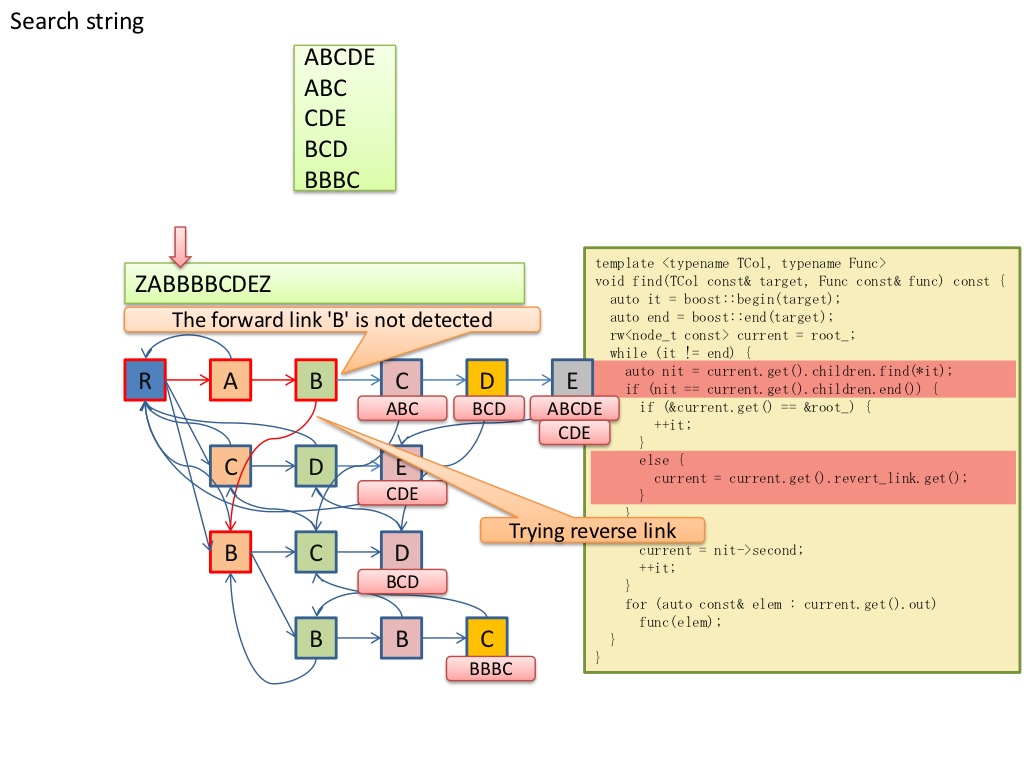 Search string
ABCDE
ABC
CDE
BCD
BBBC
ZABBBBCDEZ
The forward link 'B' is not detected
R A B C D E
ABC BCD ABCDE
CDE
C D E
CDE
Trying reverse link
B C D
BCD
B B C
BBBC
template <typename TCol, typename Func>
void find(TCol const& target, Func const& func) const {
auto it = boost::begin(target);
auto end = boost::end(target);
rw<node_t const> current = root_;
while (it != end) {
auto nit = current.get().children.find(*it);
if (nit == current.get().children.end()) {
if (&current.get() == &root_) {
++it;
}
else {
current = current.get().revert_link.get();
}
}
current = nit->second;
++it;
}
for (auto const& elem : current.get().out)
func(elem);
}
}